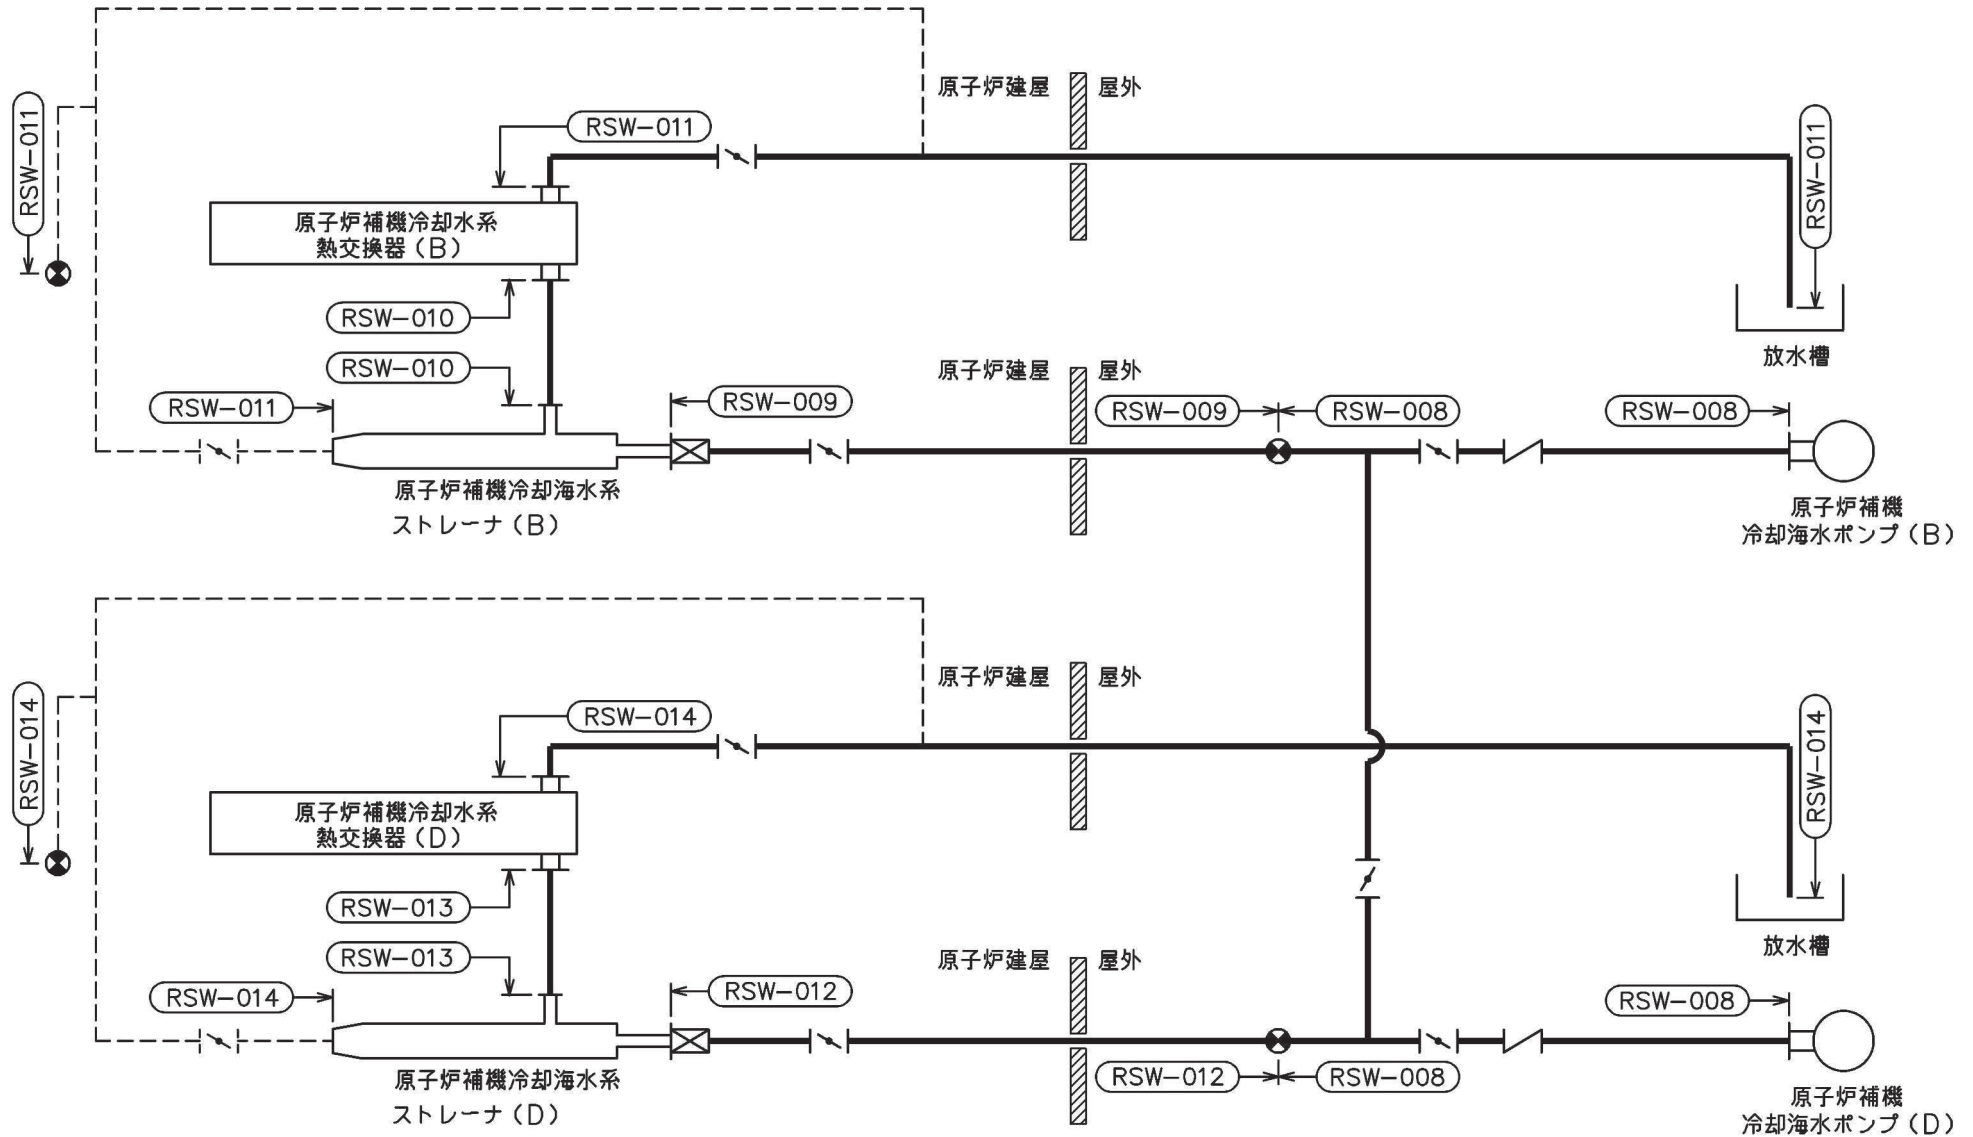 原子炉建屋 屋外
RSW-011
RSW-011
RSW-011
原子炉補機冷却水系
熱交換器(B)
RSW-010
放水槽
RSW-010
原子炉建屋 屋外
RSW-011
RSW-009
RSW-009
RSW-008
RSW-008
原子炉補機冷却海水系
ストレーナ(B)
原子炉補機
冷却海水ポンプ(B)
原子炉建屋 屋外
RSW-014
RSW-014
RSW-014
原子炉補機冷却水系
熱交換器(D)
RSW-013
放水槽
RSW-013
原子炉建屋 屋外
RSW-014
RSW-012
RSW-008
RSW-012
RSW-008
原子炉補機冷却海水系
ストレーナ(D)
原子炉補機
冷却海水ポンプ(D)